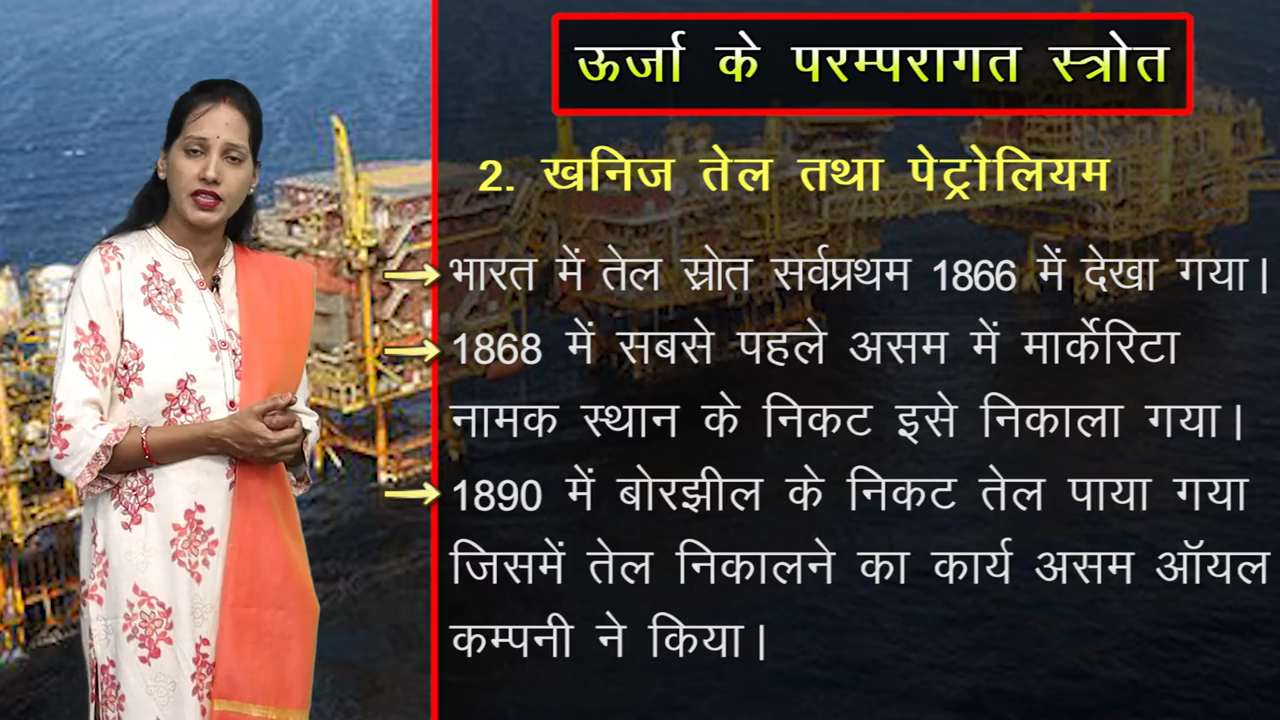 ऊर्जा के परम्परागत स्त्रोत
2. खनिज तेल तथा पेट्रोलियम
भारत में तेल स्रोत सर्वप्रथम 1866 में देखा गया।
1868 में सबसे पहले असम में मार्केरिटा
नामक स्थान के निकट इसे निकाला गया।
1890 में बोरझील के निकट तेल पाया गया
जिसमें तेल निकालने का कार्य असम ऑयल
कम्पनी ने किया।